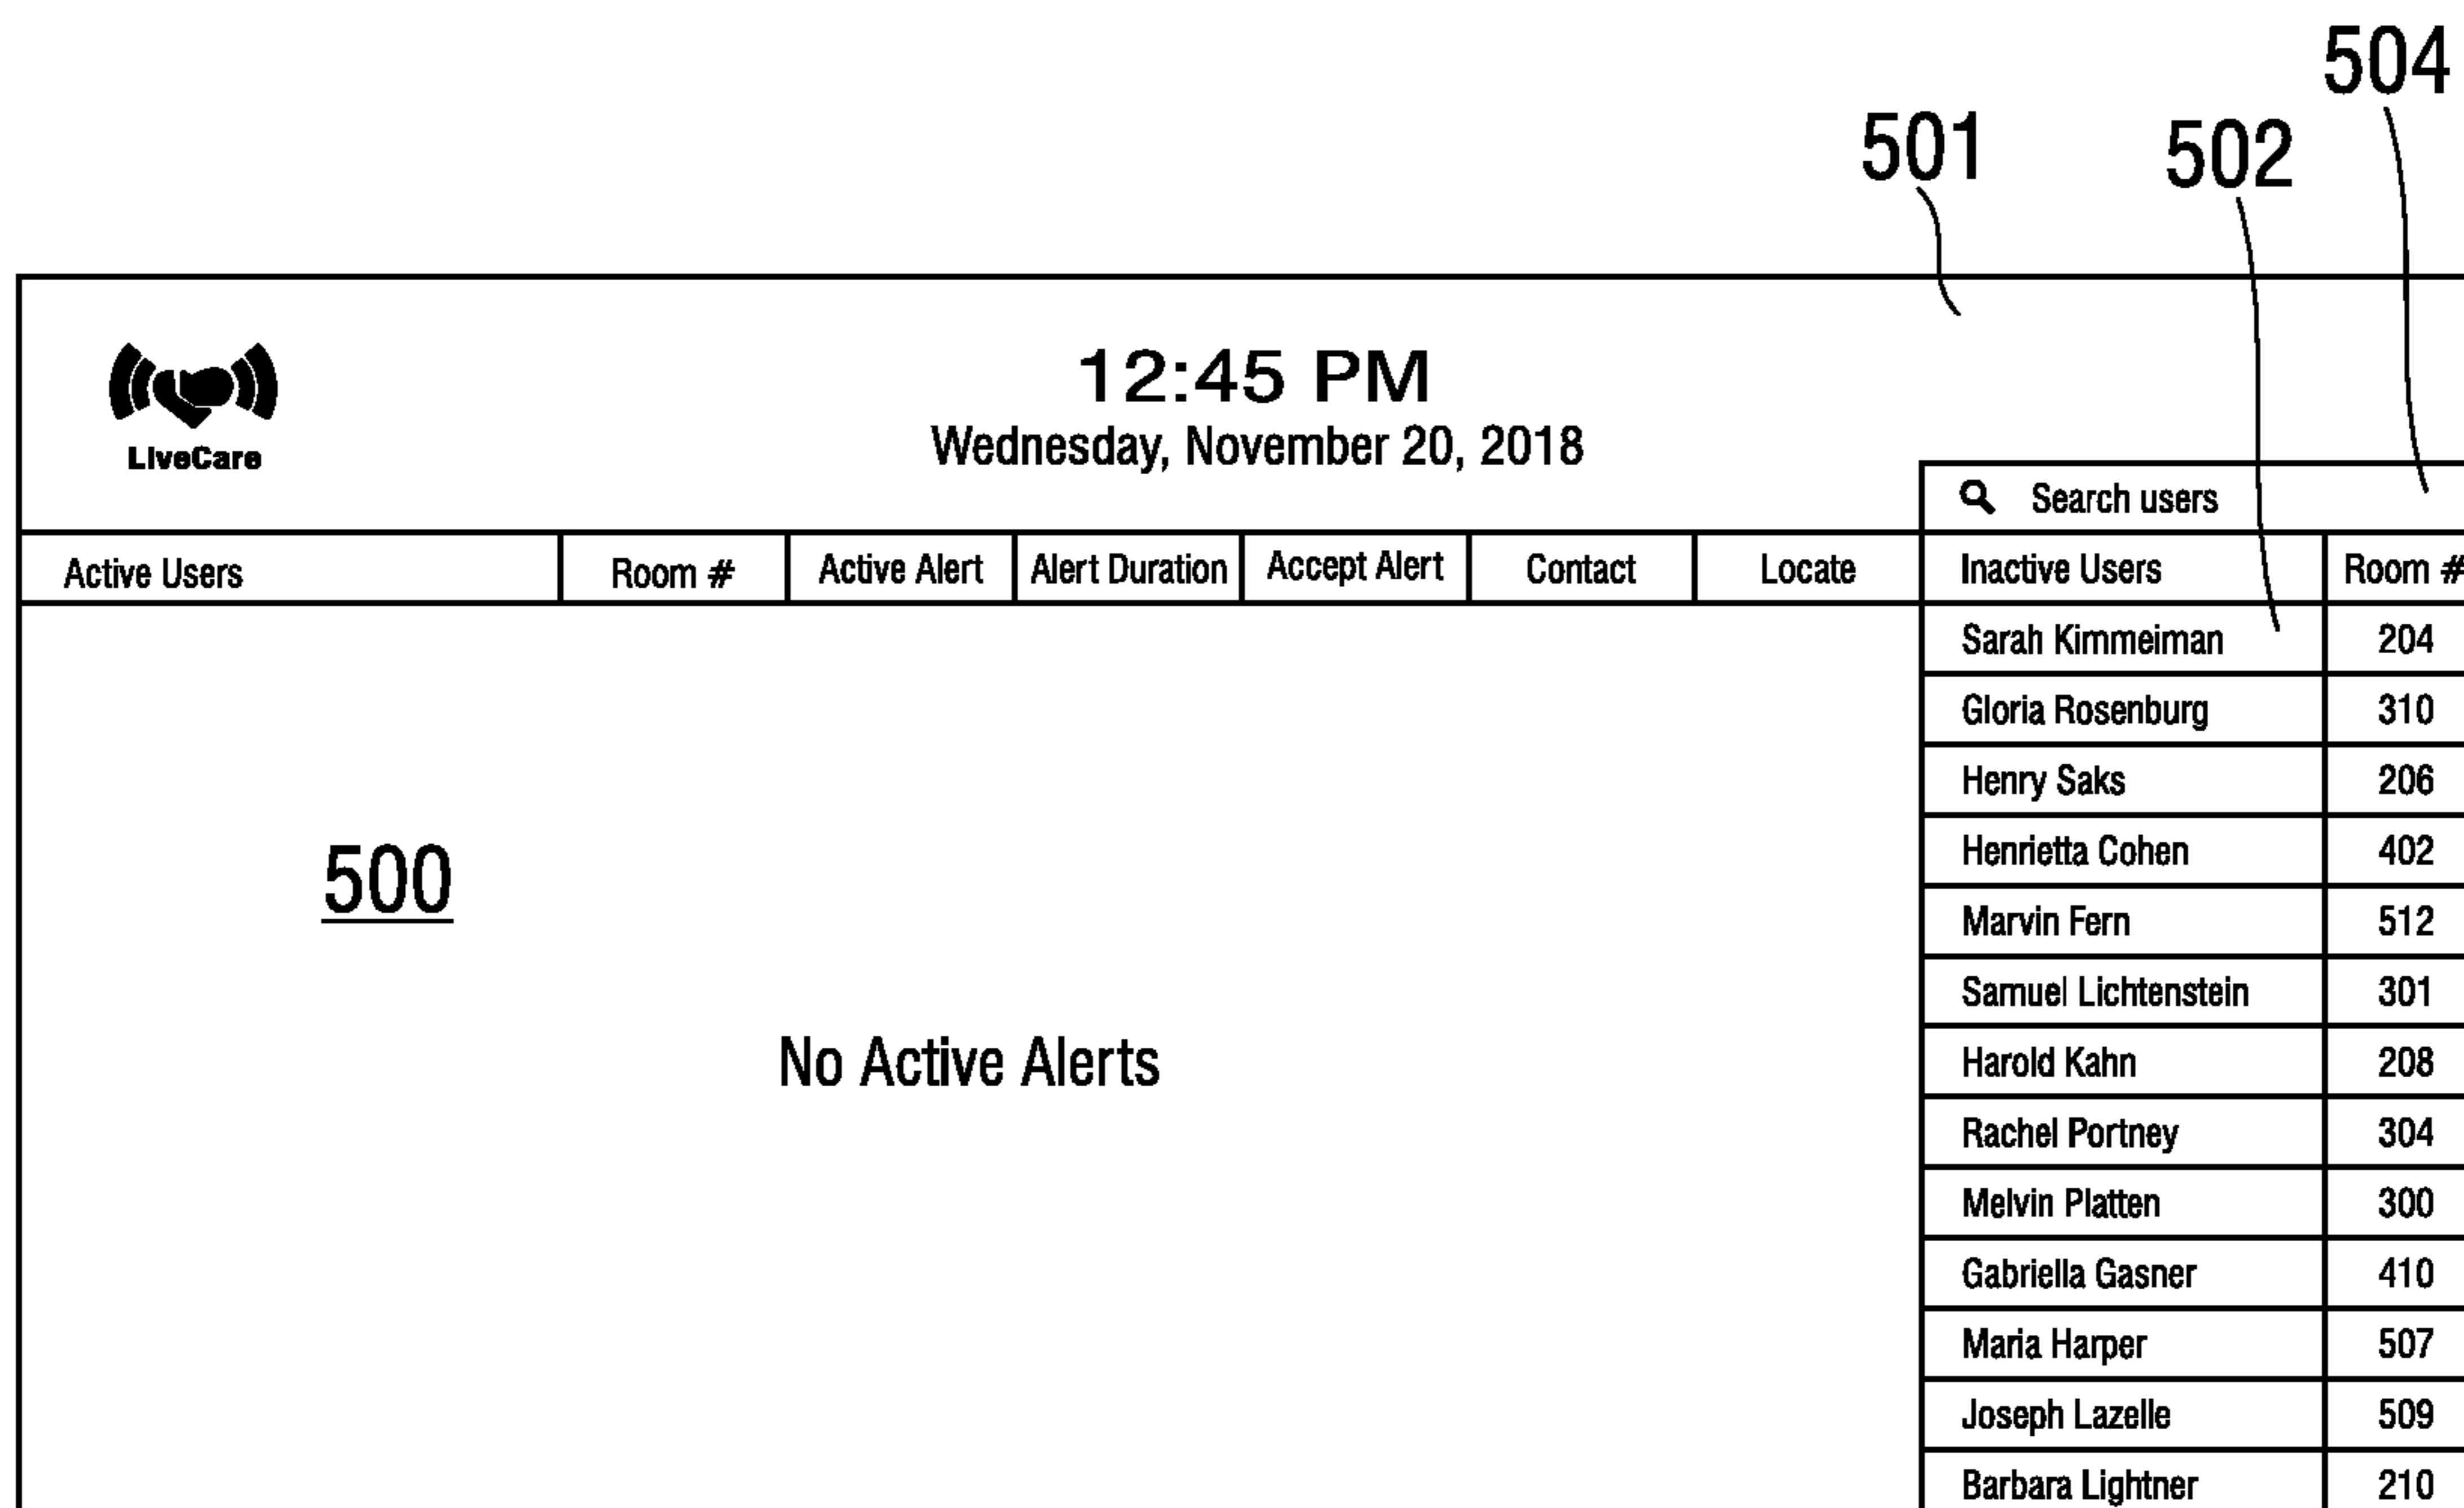 504
501
502
LiveCare
12:45 PM
Wednesday, November 20, 2018
Search users
Active Users Room # Active Alert Alert Duration Accept Alert Contact Locate Inactive Users Room #
Sarah Kimmeiman 204
Gloria Rosenburg 310
Henry Saks 206
Henrietta Cohen 402
500
Marvin Fern 512
Samuel Lichtenstein 301
No Active Alerts
Harold Kahn 208
Rachel Portney 304
Melvin Platten 300
Gabriella Gasner 410
Maria Harper 507
Joseph Lazelle 509
Barbara Lightner 210